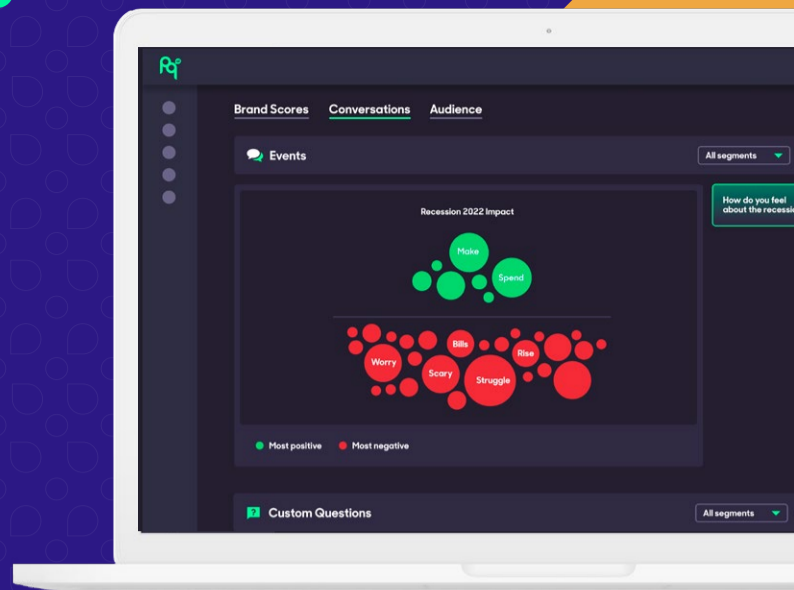 Brand Scores Conversations Audience
Events
All segments
How do you feel
about the
Recession 2022 Impact
Make
Spend
Bills
Rise
Worry
Scary
Struggle
Most positive Most negative
Custom Questions
All segments